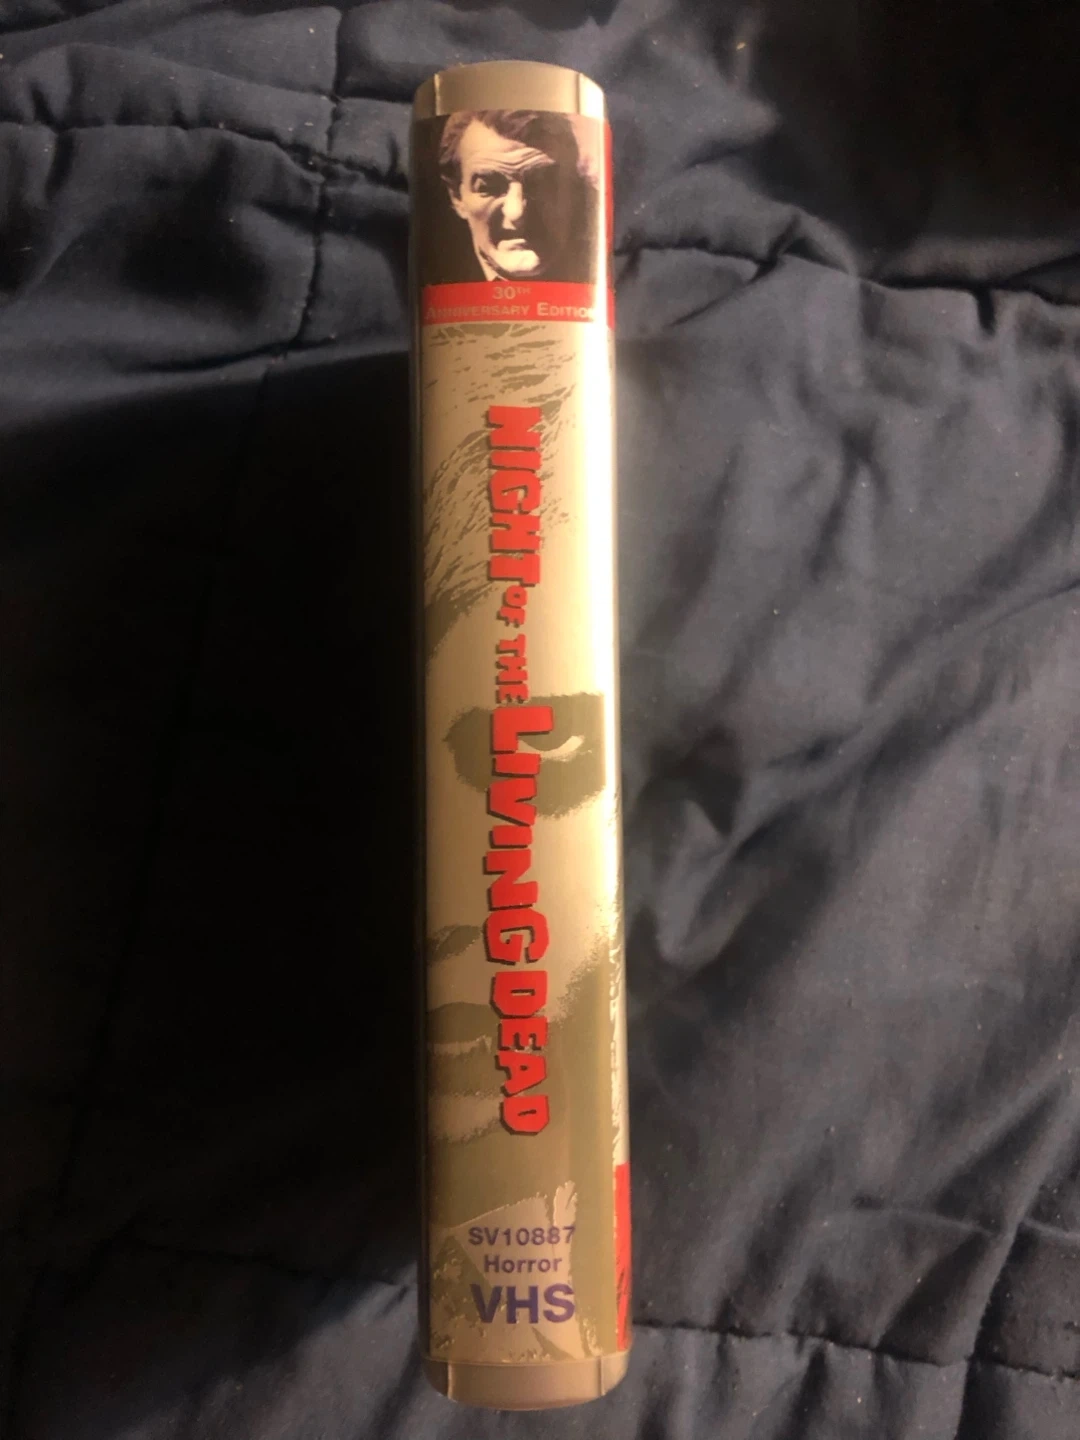 30TH
ANNIVERSARY EDITION
NIGHT OF THE LIVING DEAD
SV10887
Horror
VHS